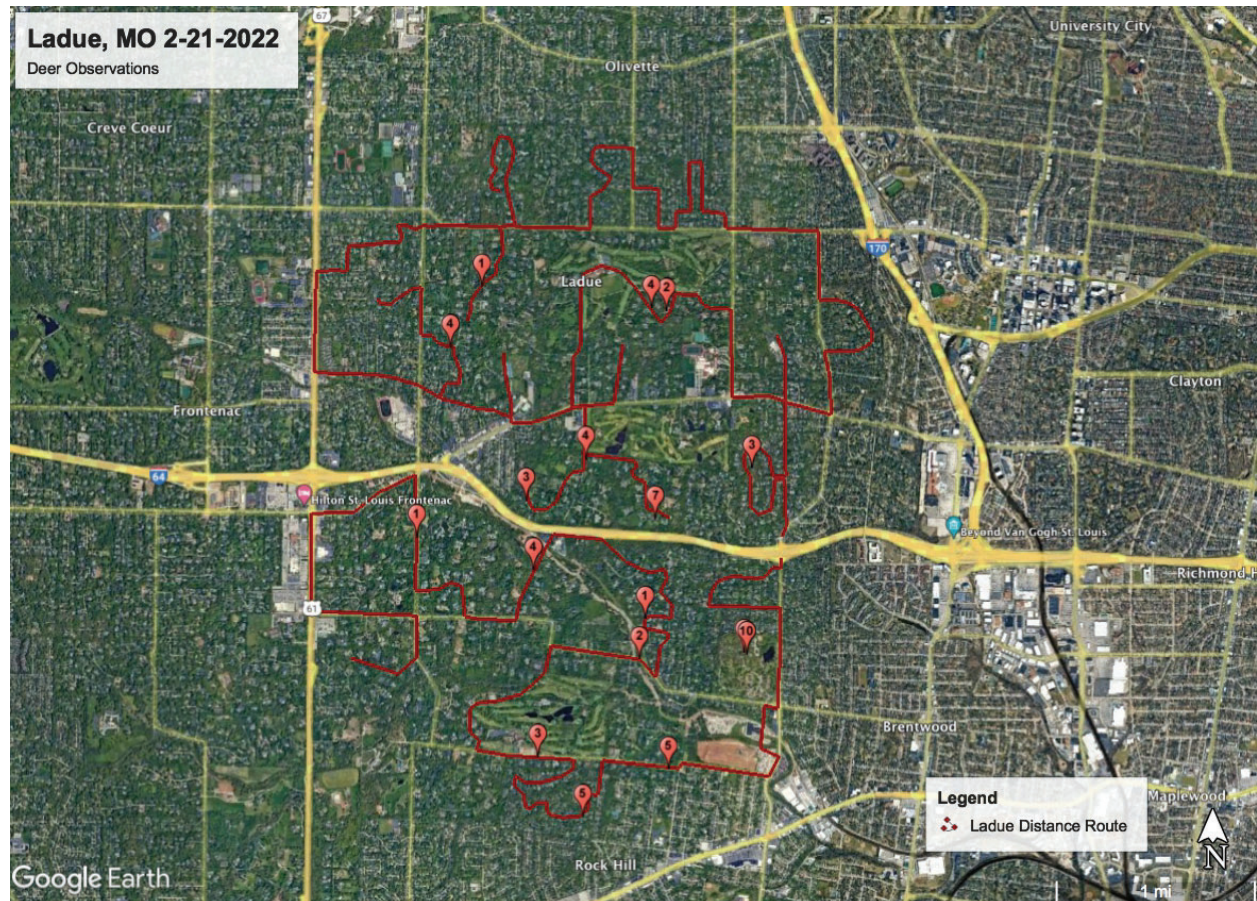 Ladue, MO 2-21-2022
Deer Observations
67
University City
Olivette
Creve Coeur
170
1
Ladue
4
2
4
Clayton
Frontenac
4
3
64
3
7
Hilton St. Louis Frontenac
1
Beyond Van Gogh St. Louis
4
Richmond H
1
61
10
2
Brentwood
3
5
Legend
Ladue Distance Route
Maplewood
5
N
Rock Hill
Google Earth
1 mi